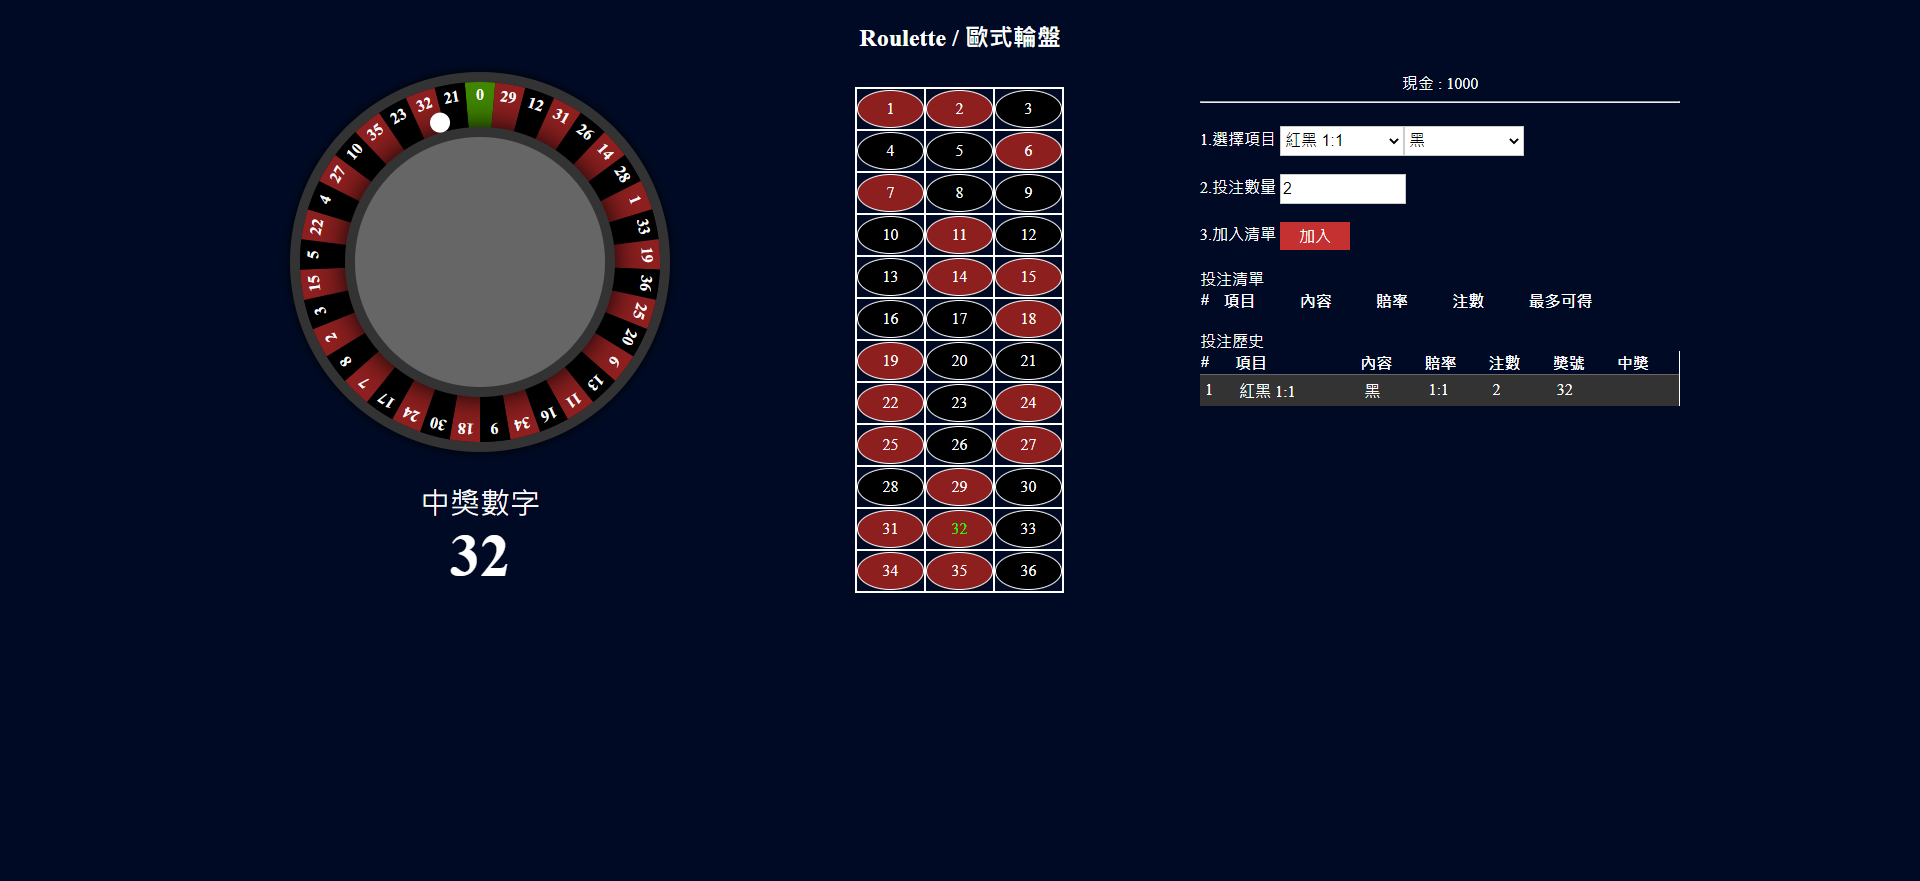 Roulette / 歐式輪盤
0 29 12 31 26 14 28 1 33 19 36 25 20 6 13 11 16 34 9 18 30 24 17 7 8 2 3 15 5 22 4 27 10 35 23 32 21
中獎數字
32
1 2 3
4 5 6
7 8 9
10 11 12
13 14 15
16 17 18
19 20 21
22 23 24
25 26 27
28 29 30
31 32 33
34 35 36
現金 : 1000
1.選擇項目 紅黑 1:1 黑
2.投注數量 2
3.加入清單 加入
投注清單
# 項目 內容 賠率 注數 最多可得
投注歷史
# 項目 內容 賠率 注數 獎號 中獎
1 紅黑 1:1 黑 1:1 2 32